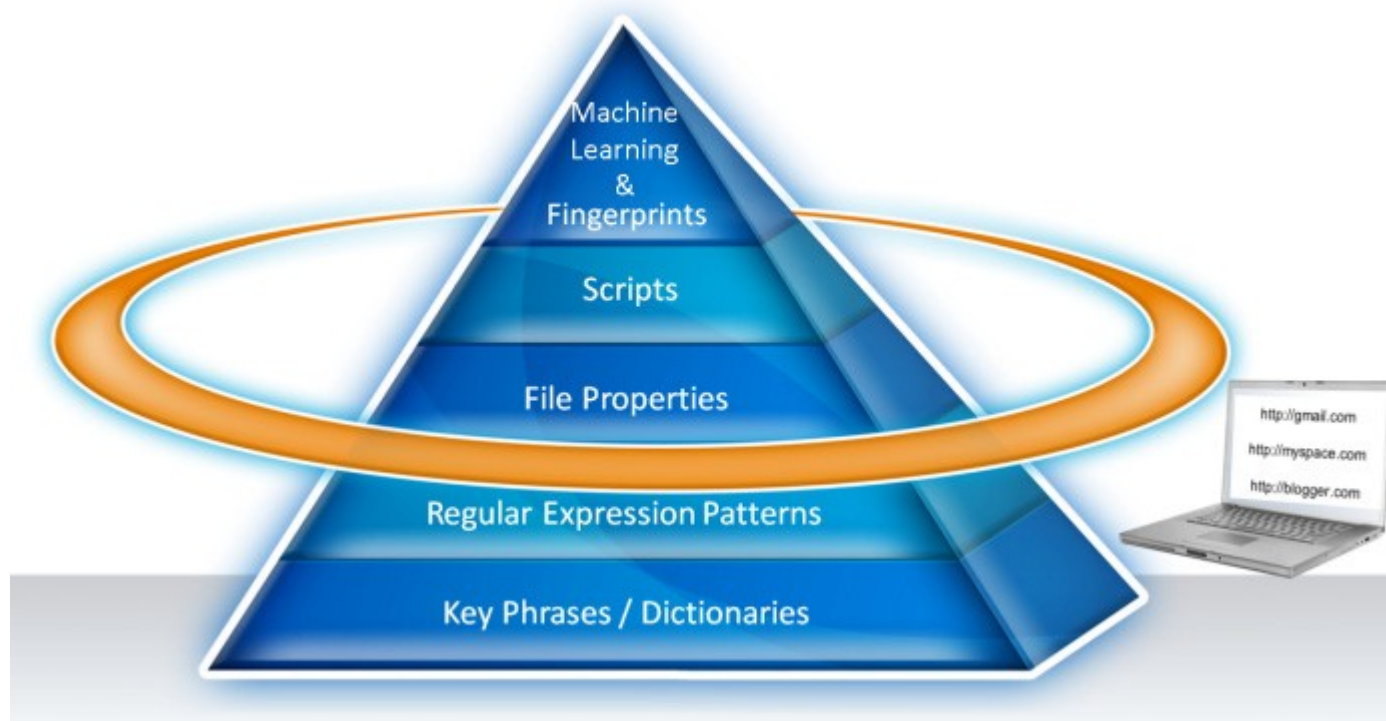 Machine
Learning
&
Fingerprints
Scripts
File Properties
http://gmail.com
http://myspace.com
http://blogger.com
Regular Expression Patterns
Key Phrases / Dictionaries